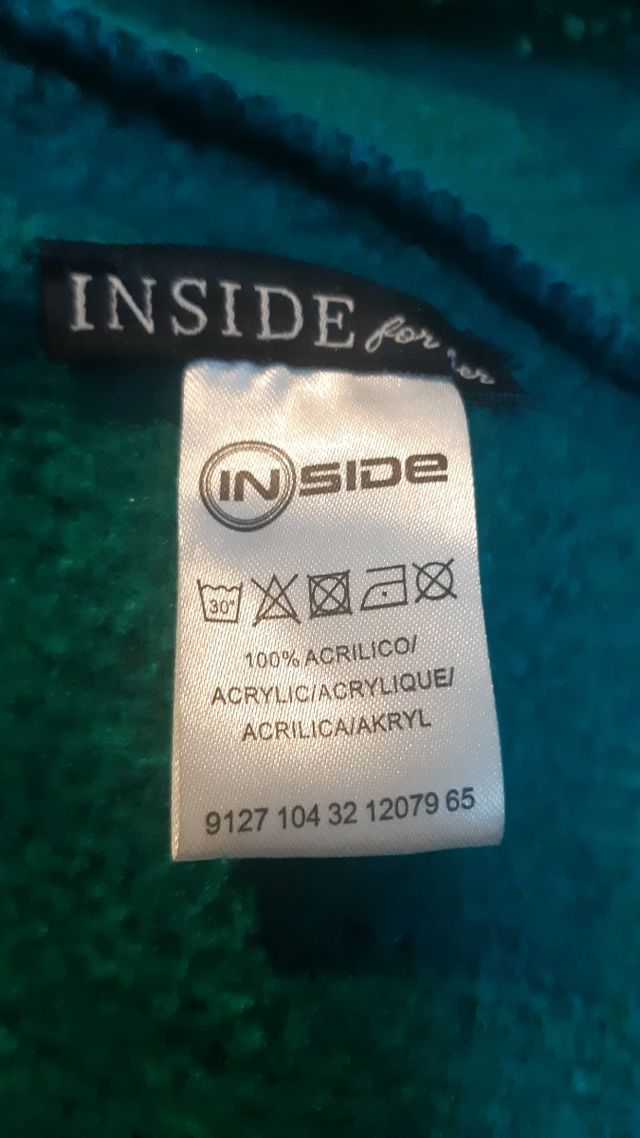 INSIDE for her
INSIDE
30°
100% ACRILICO/
ACRYLIC/ACRYLIQUE/
ACRILICA/AKRYL
9127 104 32 12079 65